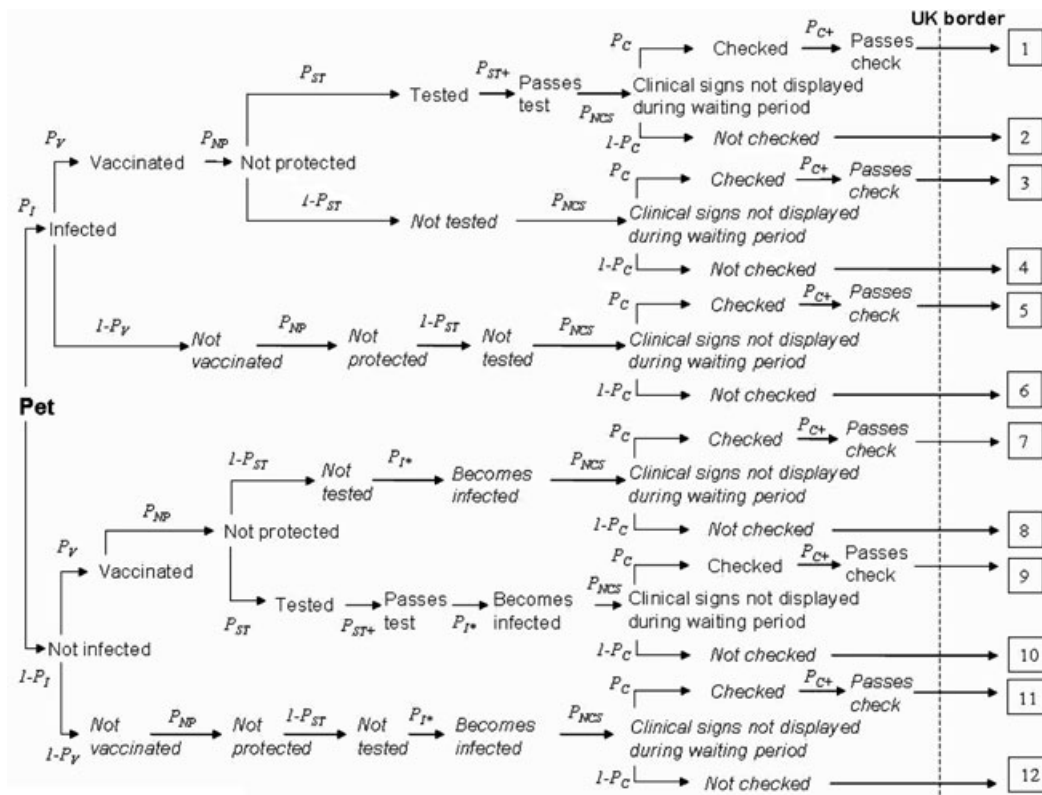 UK border
P_C
Checked
P_C+
Passes check
1
P_ST
P_ST+
Tested
Passes test
P_NCS
Clinical signs not displayed during waiting period
1-P_C
Not checked
2
P_V
Vaccinated
P_NP
Not protected
P_C
Checked
P_C+
Passes check
3
1-P_ST
Not tested
P_NCS
Clinical signs not displayed during waiting period
P_I
Infected
1-P_C
Not checked
4
P_C
Checked
P_C+
Passes check
5
1-P_V
Not vaccinated
P_NP
Not protected
1-P_ST
Not tested
P_NCS
Clinical signs not displayed during waiting period
1-P_C
Not checked
6
Pet
P_C
Checked
P_C+
Passes check
7
1-P_ST
Not tested
P_I*
Becomes infected
P_NCS
Clinical signs not displayed during waiting period
P_NP
Not protected
1-P_C
Not checked
8
P_V
Vaccinated
P_C
Checked
P_C+
Passes check
9
P_ST
Tested
P_ST+
Passes test
P_I*
Becomes infected
P_NCS
Clinical signs not displayed during waiting period
Not infected
1-P_I
1-P_C
Not checked
10
P_C
Checked
P_C+
Passes check
11
1-P_V
Not vaccinated
P_NP
Not protected
1-P_ST
Not tested
P_I*
Becomes infected
P_NCS
Clinical signs not displayed during waiting period
1-P_C
Not checked
12